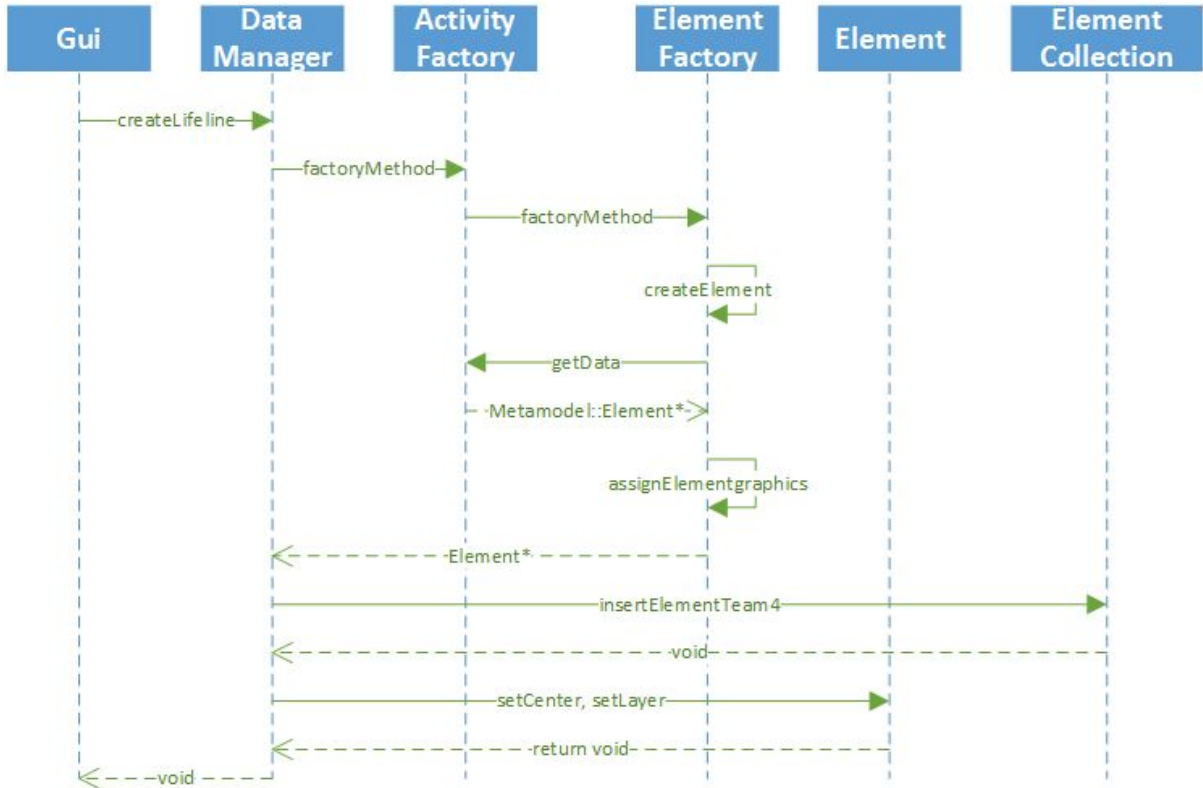 Gui
Data
Manager
Activity
Factory
Element
Factory
Element
Element
Collection
createLifeline
factoryMethod
factoryMethod
createElement
getData
Metamodel::Element*
assignElementgraphics
Element*
insertElementTeam4
void
setCenter, setLayer
return void
void